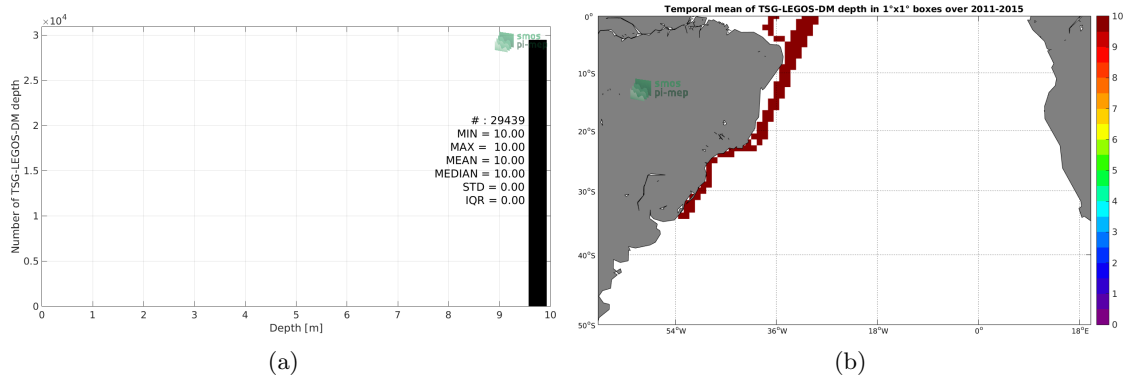 ×10⁴
3
2.5
2
1.5
1
0.5
0
Number of TSG-LEGOS-DM depth
smos
pi-mep
# : 29439
MIN = 10.00
MAX = 10.00
MEAN = 10.00
MEDIAN = 10.00
STD = 0.00
IQR = 0.00
0 1 2 3 4 5 6 7 8 9 10
Depth [m]
(a)
Temporal mean of TSG-LEGOS-DM depth in 1°x1° boxes over 2011-2015
0°
10°S
20°S
30°S
40°S
50°S
smos
pi-mep
54°W 36°W 18°W 0° 18°E
10
9
8
7
6
5
4
3
2
1
0
(b)